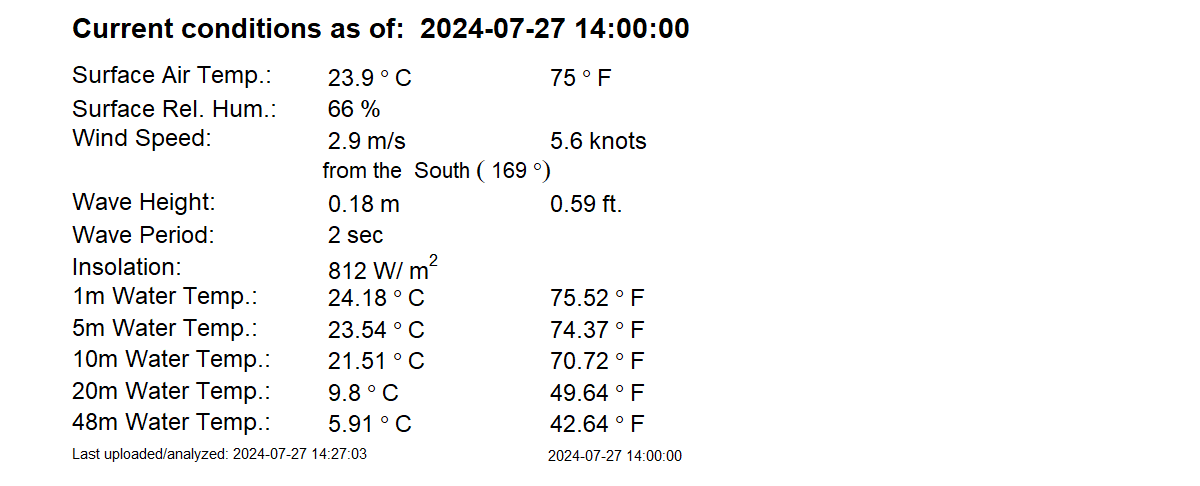 Current conditions as of: 2024-07-27 14:00:00
Surface Air Temp.: 23.9 ° C 75 ° F
Surface Rel. Hum.: 66 %
Wind Speed: 2.9 m/s 5.6 knots
from the South ( 169 °)
Wave Height: 0.18 m 0.59 ft.
Wave Period: 2 sec
Insolation: 812 W/ m²
1m Water Temp.: 24.18 ° C 75.52 ° F
5m Water Temp.: 23.54 ° C 74.37 ° F
10m Water Temp.: 21.51 ° C 70.72 ° F
20m Water Temp.: 9.8 ° C 49.64 ° F
48m Water Temp.: 5.91 ° C 42.64 ° F
Last uploaded/analyzed: 2024-07-27 14:27:03 2024-07-27 14:00:00